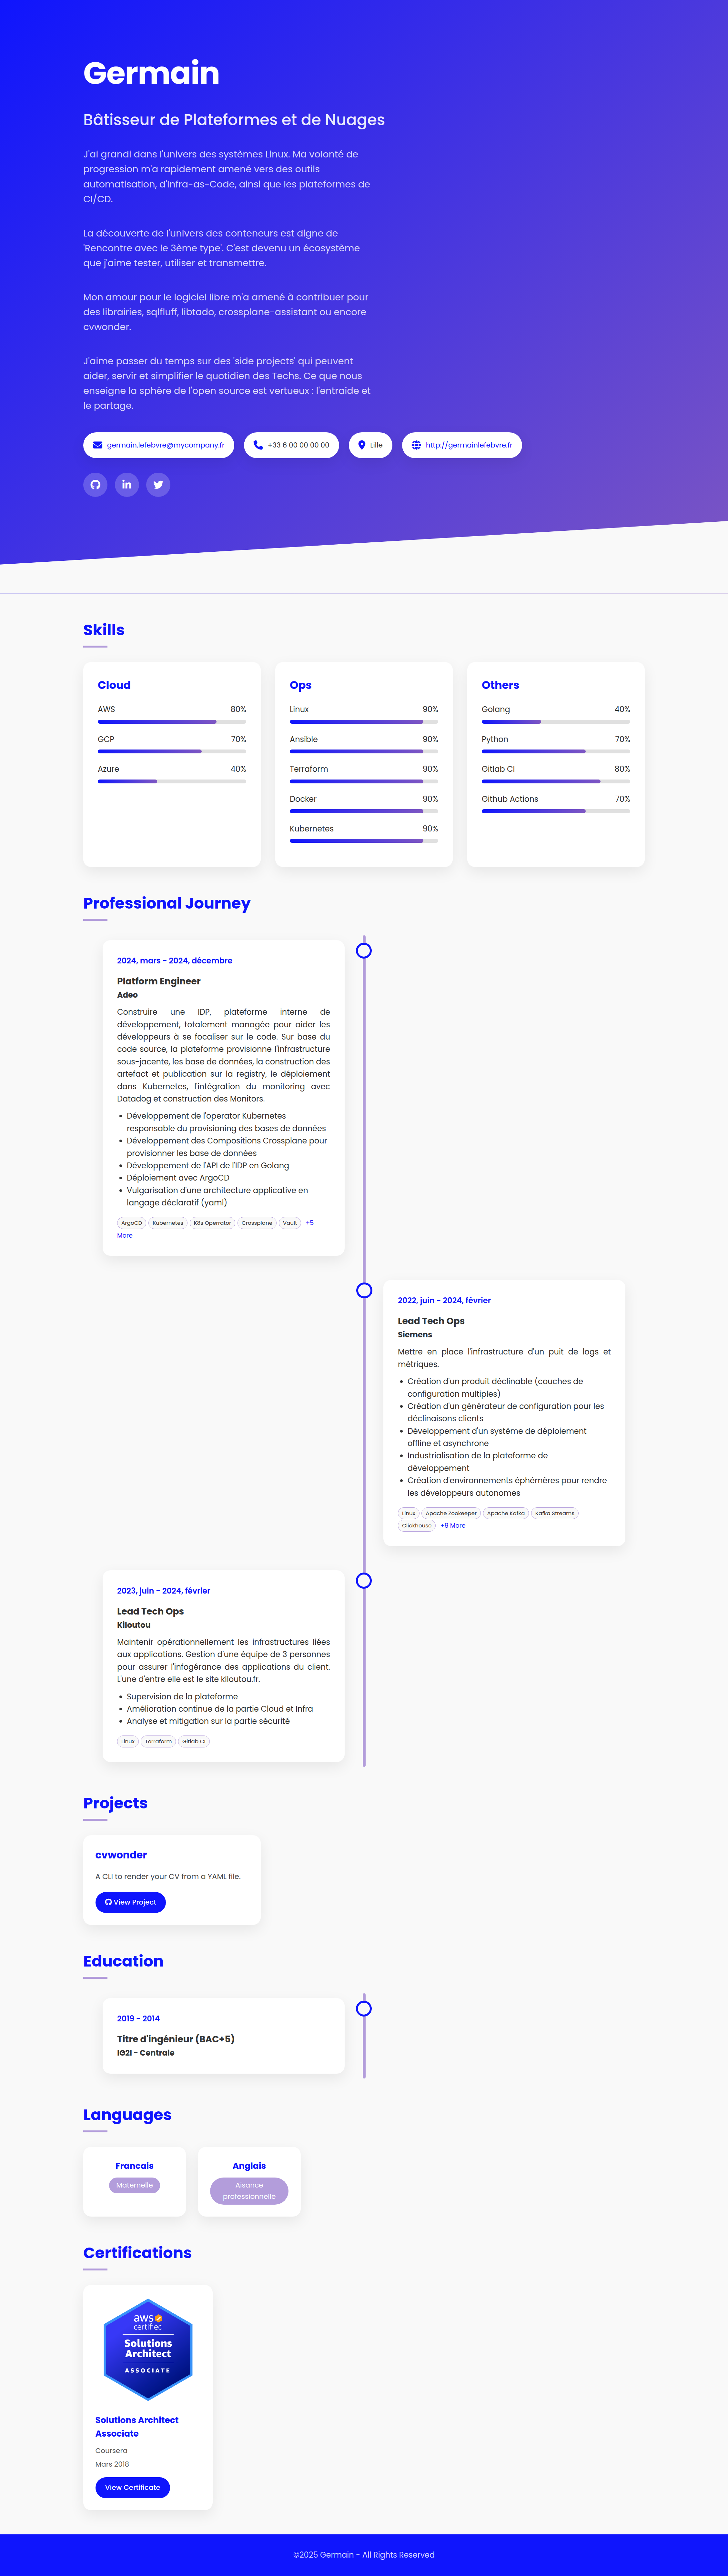 Germain
Bâtisseur de Plateformes et de Nuages
J'ai grandi dans l'univers des systèmes Linux. Ma volonté de
progression m'a rapidement amené vers des outils
automatisation, d'Infra-as-Code, ainsi que les plateformes de
CI/CD.
La découverte de l'univers des conteneurs est digne de
'Rencontre avec le 3ème type'. C'est devenu un écosystème
que j'aime tester, utiliser et transmettre.
Mon amour pour le logiciel libre m'a amené à contribuer pour
des librairies, sqlfluff, libtado, crossplane-assistant ou encore
cvwonder.
J'aime passer du temps sur des 'side projects' qui peuvent
aider, servir et simplifier le quotidien des Techs. Ce que nous
enseigne la sphère de l'open source est vertueux : l'entraide et
le partage.
germain.lefebvre@mycompany.fr
+33 6 00 00 00 00
Lille
http://germainlefebvre.fr
Skills
Cloud
AWS 80%
GCP 70%
Azure 40%
Ops
Linux 90%
Ansible 90%
Terraform 90%
Docker 90%
Kubernetes 90%
Others
Golang 40%
Python 70%
Gitlab CI 80%
Github Actions 70%
Professional Journey
2024, mars - 2024, décembre
Platform Engineer
Adeo
Construire une IDP, plateforme interne de
développement, totalement managée pour aider les
développeurs à se focaliser sur le code. Sur base du
code source, la plateforme provisionne l'infrastructure
sous-jacente, les base de données, la construction des
artefact et publication sur la registry, le déploiement
dans Kubernetes, l'intégration du monitoring avec
Datadog et construction des Monitors.
• Développement de l'operator Kubernetes
responsable du provisioning des bases de données
• Développement des Compositions Crossplane pour
provisionner les base de données
• Développement de l'API de l'IDP en Golang
• Déploiement avec ArgoCD
• Vulgarisation d'une architecture applicative en
langage déclaratif (yaml)
ArgoCD Kubernetes K8s Operrator Crossplane Vault +5
More
2022, juin - 2024, février
Lead Tech Ops
Siemens
Mettre en place l'infrastructure d'un puit de logs et
métriques.
• Création d'un produit déclinable (couches de
configuration multiples)
• Création d'un générateur de configuration pour les
déclinaisons clients
• Développement d'un système de déploiement
offline et asynchrone
• Industrialisation de la plateforme de
développement
• Création d'environnements éphémères pour rendre
les développeurs autonomes
Linux Apache Zookeeper Apache Kafka Kafka Streams
Clickhouse +9 More
2023, juin - 2024, février
Lead Tech Ops
Kiloutou
Maintenir opérationnellement les infrastructures liées
aux applications. Gestion d'une équipe de 3 personnes
pour assurer l'infogérance des applications du client.
L'une d'entre elle est le site kiloutou.fr.
• Supervision de la plateforme
• Amélioration continue de la partie Cloud et Infra
• Analyse et mitigation sur la partie sécurité
Linux Terraform Gitlab CI
Projects
cvwonder
A CLI to render your CV from a YAML file.
View Project
Education
2019 - 2014
Titre d'ingénieur (BAC+5)
IG2I - Centrale
Languages
Francais
Maternelle
Anglais
Aisance
professionnelle
Certifications
aws
certified
Solutions
Architect
ASSOCIATE
Solutions Architect
Associate
Coursera
Mars 2018
View Certificate
©2025 Germain - All Rights Reserved